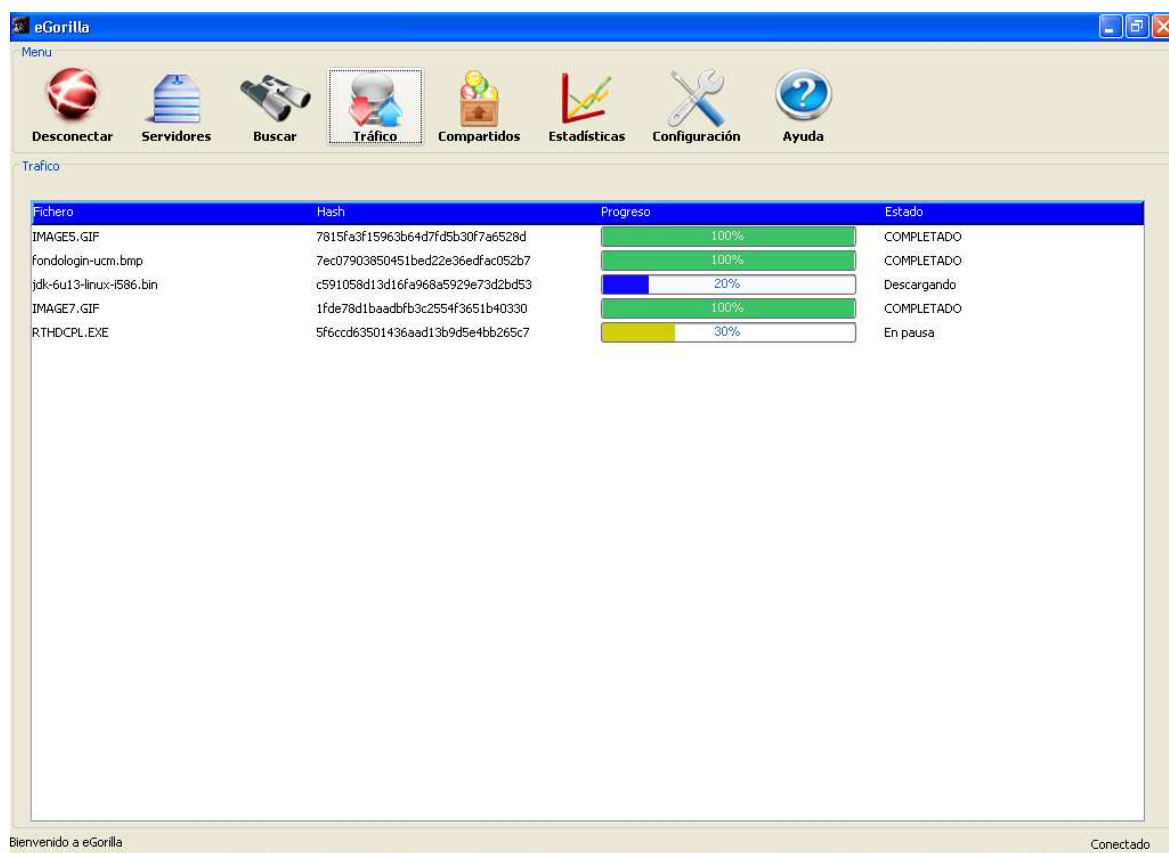 eGorilla
Menu
Desconectar Servidores Buscar Tráfico Compartidos Estadísticas Configuración Ayuda
Trafico
Fichero Hash Progreso Estado
IMAGE5.GIF 7815fa3f15963b64d7fd5b30f7a6528d 100% COMPLETADO
fondologin-ucm.bmp 7ec07903850451bed22e36edfac052b7 100% COMPLETADO
jdk-6u13-linux-i586.bin c591058d13d16fa968a5929e73d2bd53 20% Descargando
IMAGE7.GIF 1fde78d1baadbfb3c2554f3651b40330 100% COMPLETADO
RTHDCPL.EXE 5f6ccd63501436aad13b9d5e4bb265c7 30% En pausa
Bienvenido a eGorilla Conectado